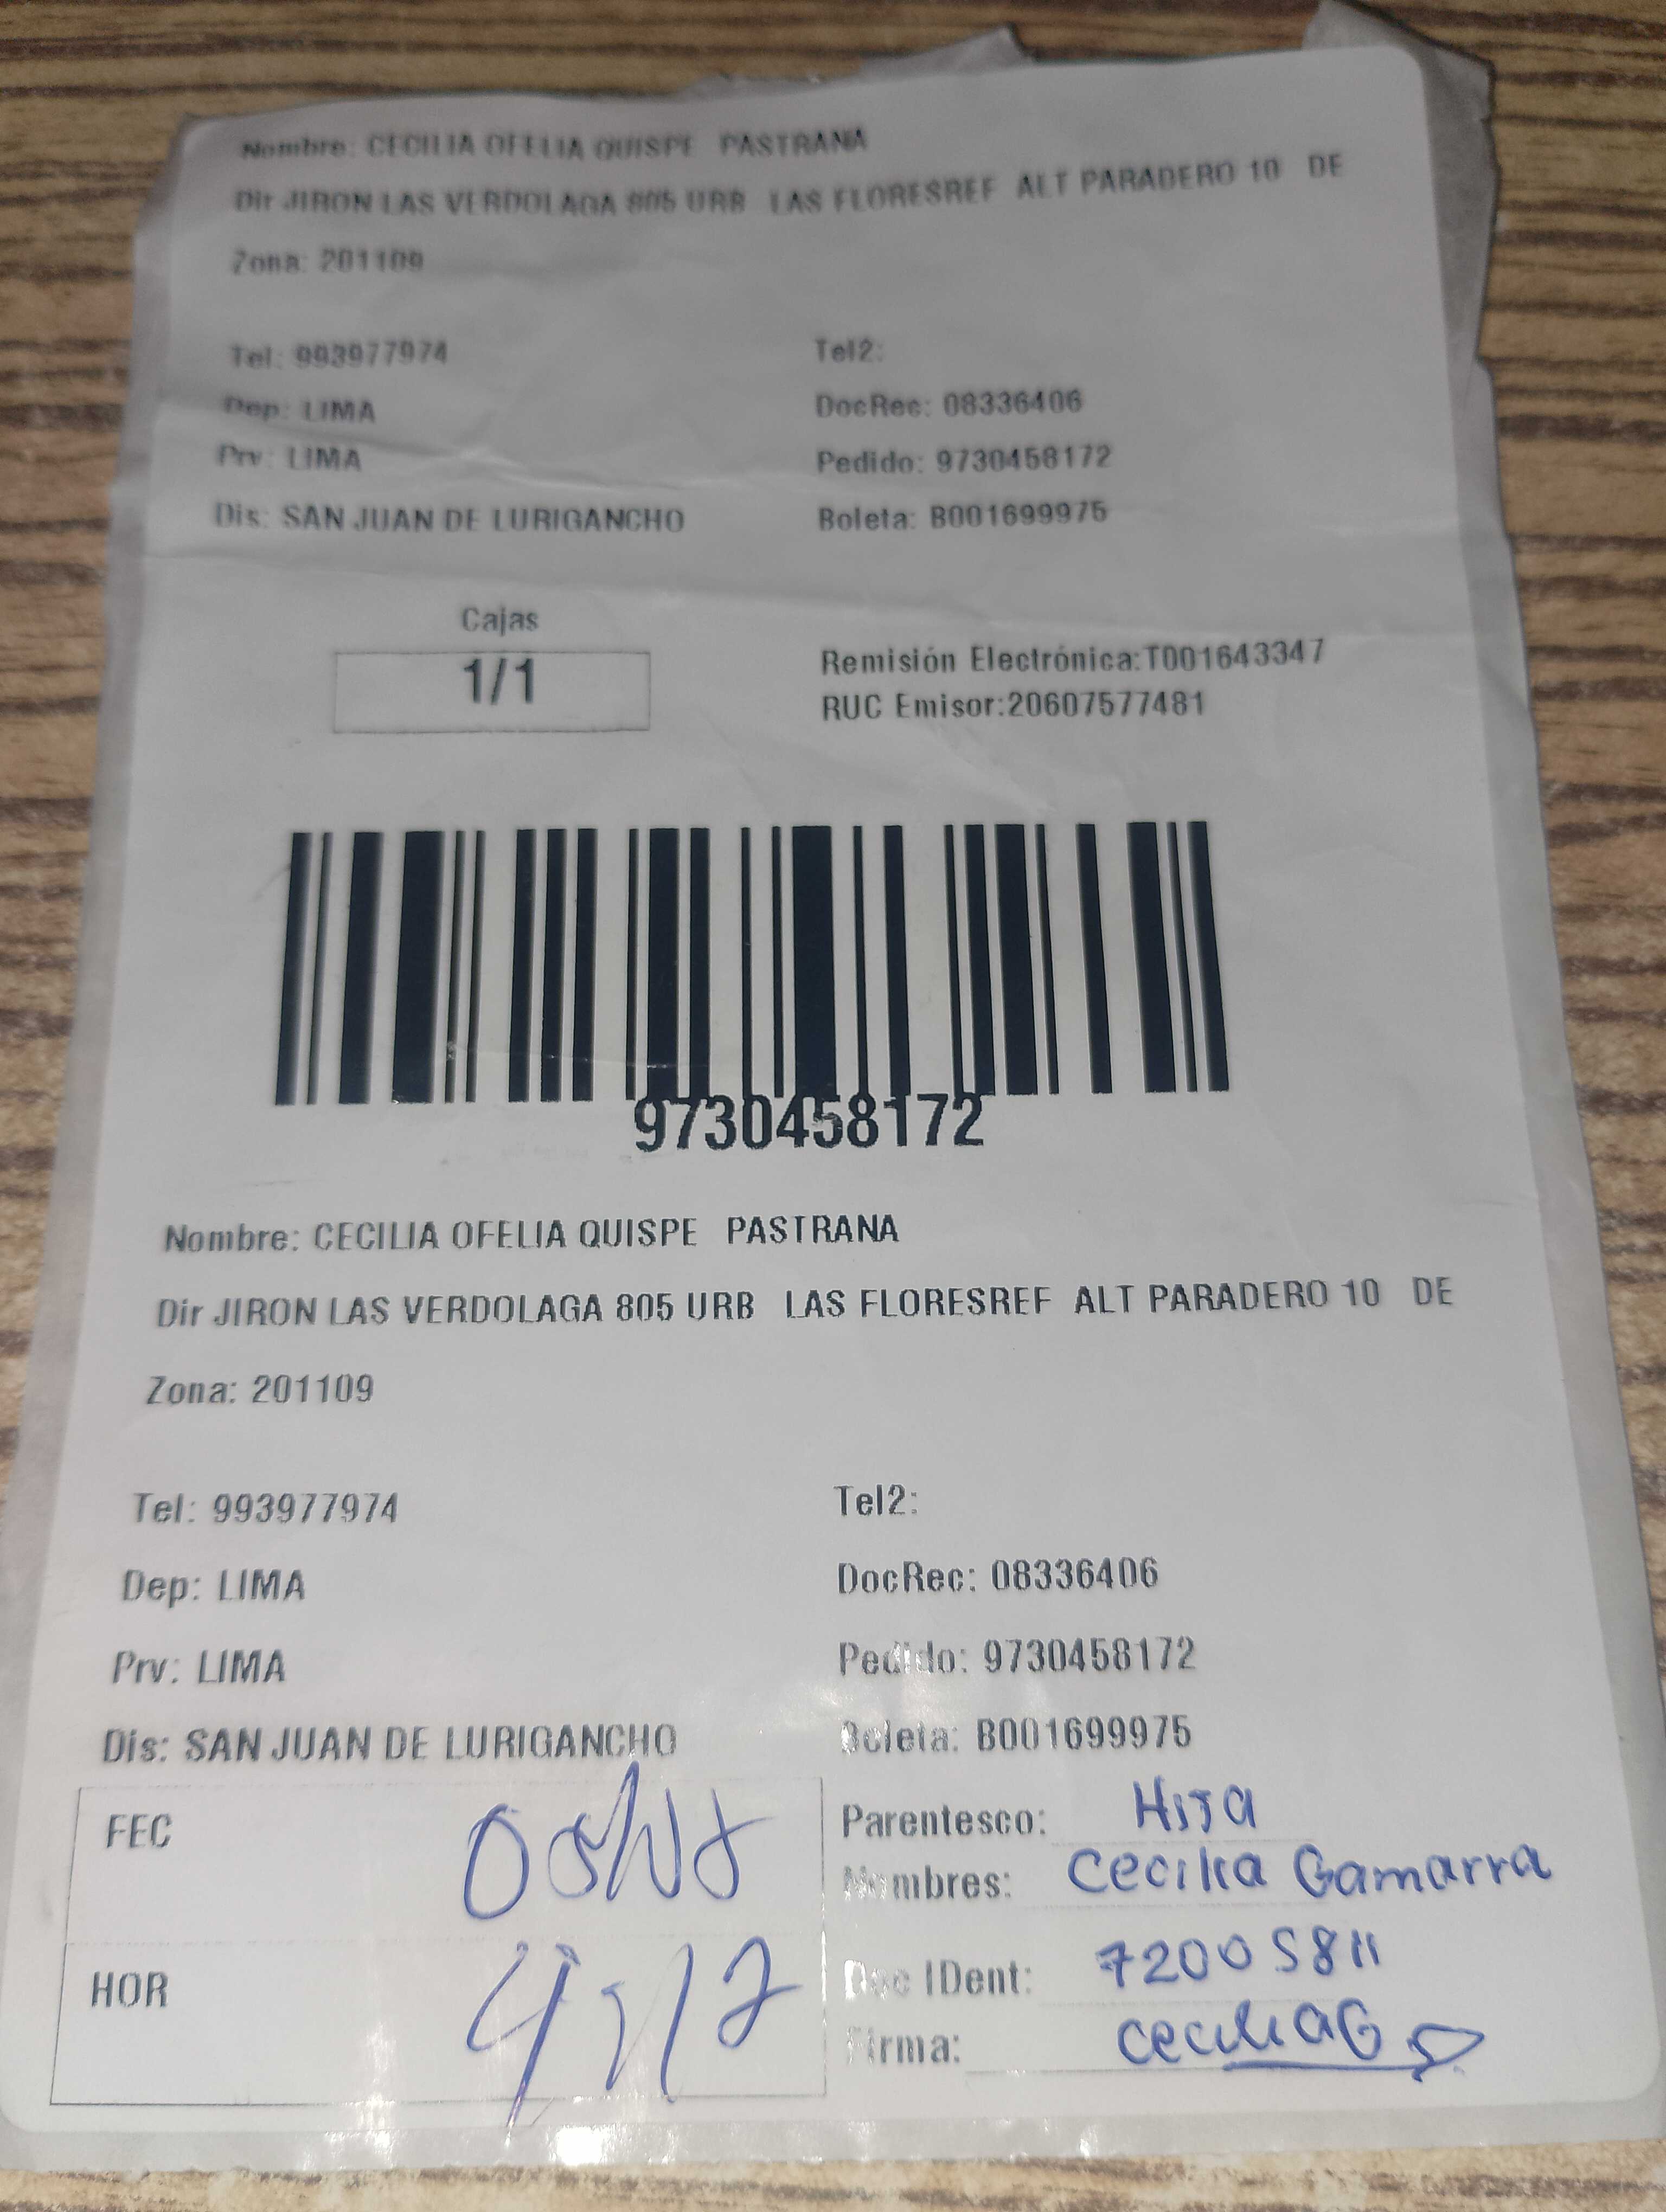 Nombre: CECILIA OFELIA QUISPE PASTRANA
Dir JIRON LAS VERDOLAGA 805 URB LAS FLORESREF ALT PARADERO 10 DE
Zona: 201109
Tel: 993977974 Tel2:
Dep: LIMA DocRec: 08336406
Prv: LIMA Pedido: 9730458172
Dis: SAN JUAN DE LURIGANCHO Boleta: B001699975
Cajas
1/1
Remisión Electrónica:T001643347
RUC Emisor:20607577481
9730458172
Nombre: CECILIA OFELIA QUISPE PASTRANA
Dir JIRON LAS VERDOLAGA 805 URB LAS FLORESREF ALT PARADERO 10 DE
Zona: 201109
Tel: 993977974 Tel2:
Dep: LIMA DocRec: 08336406
Prv: LIMA Pedido: 9730458172
Dis: SAN JUAN DE LURIGANCHO Boleta: B001699975
FEC
Parentesco: HIJA
Nombres: Cecilia Gamarra
HOR
Doc IDent: 72005811
Firma: CeciliaG